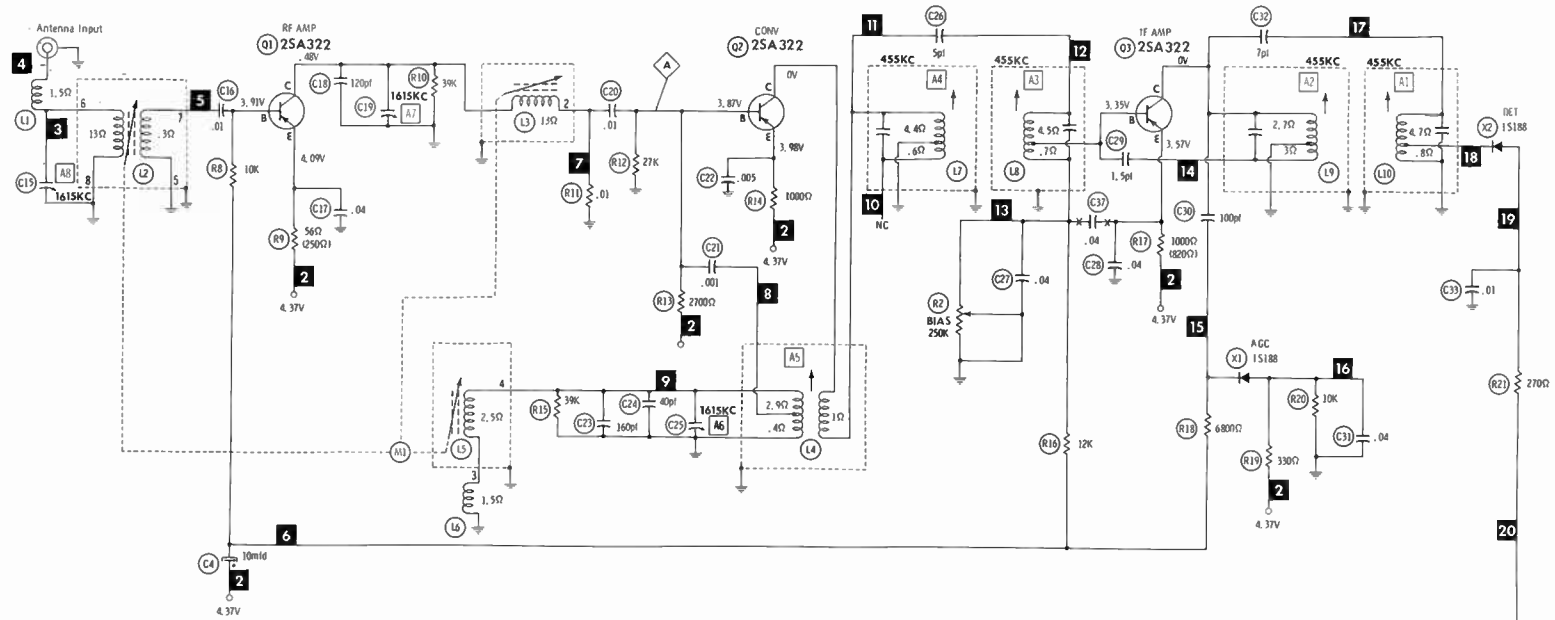 Antenna Input
4
L1
1.5Ω
3
C15
A8
1615KC
6
13Ω
8
L2
.3Ω
7
5
5
C16
.01
3.91V
R8
10K
RF AMP
Q1 2SA322
.48V
C
B
E
4.09V
C17
.04
R9
56Ω
(250Ω)
2
4.37V
C18
120pf
C19
1615KC
A7
R10
39K
L3
13Ω
2
C20
.01
A
7
R11
.01
R12
27K
CONV
Q2 2SA322
0V
C
3.87V
B
E
3.98V
C22
.005
R14
1000Ω
2
4.37V
C21
.001
8
R13
2700Ω
2
M1
L5
2.5Ω
4
3
L6
1.5Ω
R15
39K
C23
160pf
C24
40pf
9
C25
1615KC
A6
A5
2.9Ω
.4Ω
L4
1Ω
6
C4
10mfd
2
4.37V
11
C26
5pf
12
455KC
A4
4.4Ω
.6Ω
L7
10
NC
455KC
A3
4.5Ω
.7Ω
L8
13
R2
BIAS
250K
C27
.04
C37
.04
C28
.04
R16
12K
IF AMP
Q3 2SA322
0V
C
3.35V
B
E
3.57V
C29
1.5pf
14
R17
1000Ω
(820Ω)
2
4.37V
C32
7pf
17
455KC
A2
2.7Ω
3Ω
L9
455KC
A1
4.7Ω
.8Ω
L10
C30
100pf
15
AGC
X1 1S188
16
R18
6800Ω
R19
330Ω
2
4.37V
R20
10K
C31
.04
DET
X2 1S188
18
19
C33
.01
R21
270Ω
20